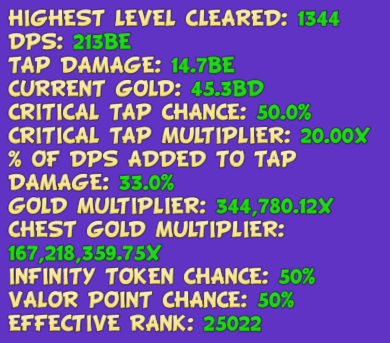 HIGHEST LEVEL CLEARED: 1344
DPS: 213BE
TAP DAMAGE: 14.7BE
CURRENT GOLD: 45.3BD
CRITICAL TAP CHANCE: 50.0%
CRITICAL TAP MULTIPLIER: 20.00X
% OF DPS ADDED TO TAP
DAMAGE: 33.0%
GOLD MULTIPLIER: 344,780.12X
CHEST GOLD MULTIPLIER:
167,218,359.75X
INFINITY TOKEN CHANCE: 50%
VALOR POINT CHANCE: 50%
EFFECTIVE RANK: 25022